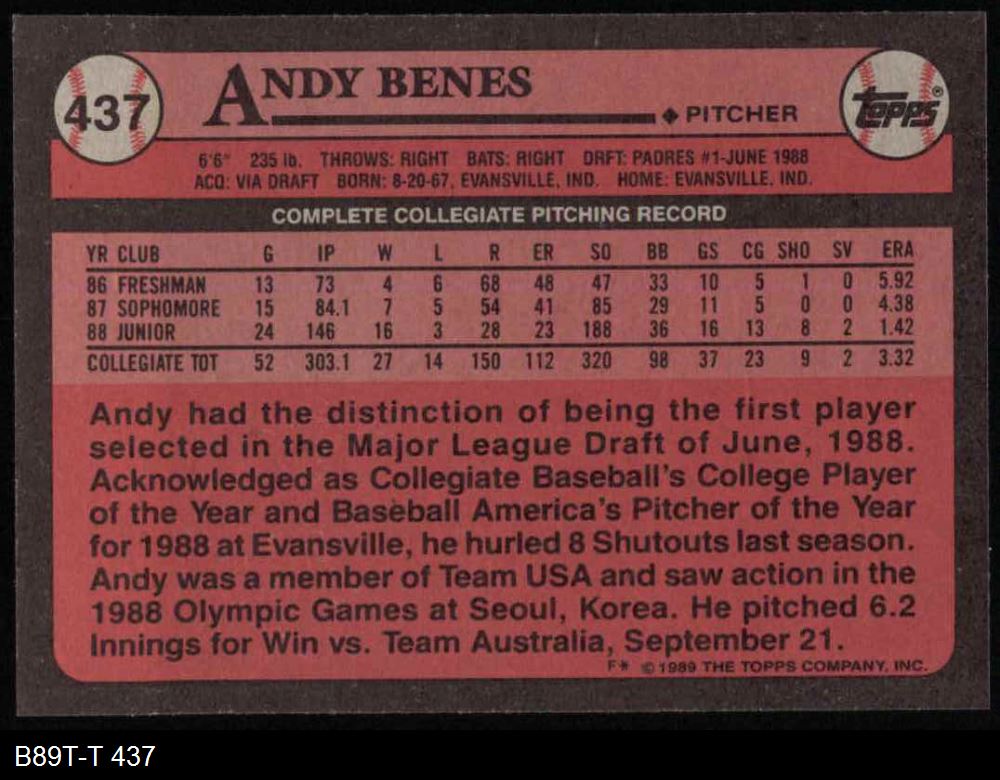 437 ANDY BENES
PITCHER
TOPPS®
6'6" 235 lb. THROWS: RIGHT BATS: RIGHT DRFT: PADRES #1-JUNE 1988
ACQ: VIA DRAFT BORN: 8-20-67, EVANSVILLE, IND. HOME: EVANSVILLE, IND.
COMPLETE COLLEGIATE PITCHING RECORD
YR CLUB G IP W L R ER SO BB GS CG SHO SV ERA
86 FRESHMAN 13 73 4 6 68 48 47 33 10 5 1 0 5.92
87 SOPHOMORE 15 84.1 7 5 54 41 85 29 11 5 0 0 4.38
88 JUNIOR 24 146 16 3 28 23 188 36 16 13 8 2 1.42
COLLEGIATE TOT 52 303.1 27 14 150 112 320 98 37 23 9 2 3.32
Andy had the distinction of being the first player
selected in the Major League Draft of June, 1988.
Acknowledged as Collegiate Baseball's College Player
of the Year and Baseball America's Pitcher of the Year
for 1988 at Evansville, he hurled 8 Shutouts last season.
Andy was a member of Team USA and saw action in the
1988 Olympic Games at Seoul, Korea. He pitched 6.2
Innings for Win vs. Team Australia, September 21.
F* © 1989 THE TOPPS COMPANY, INC.
B89T-T 437